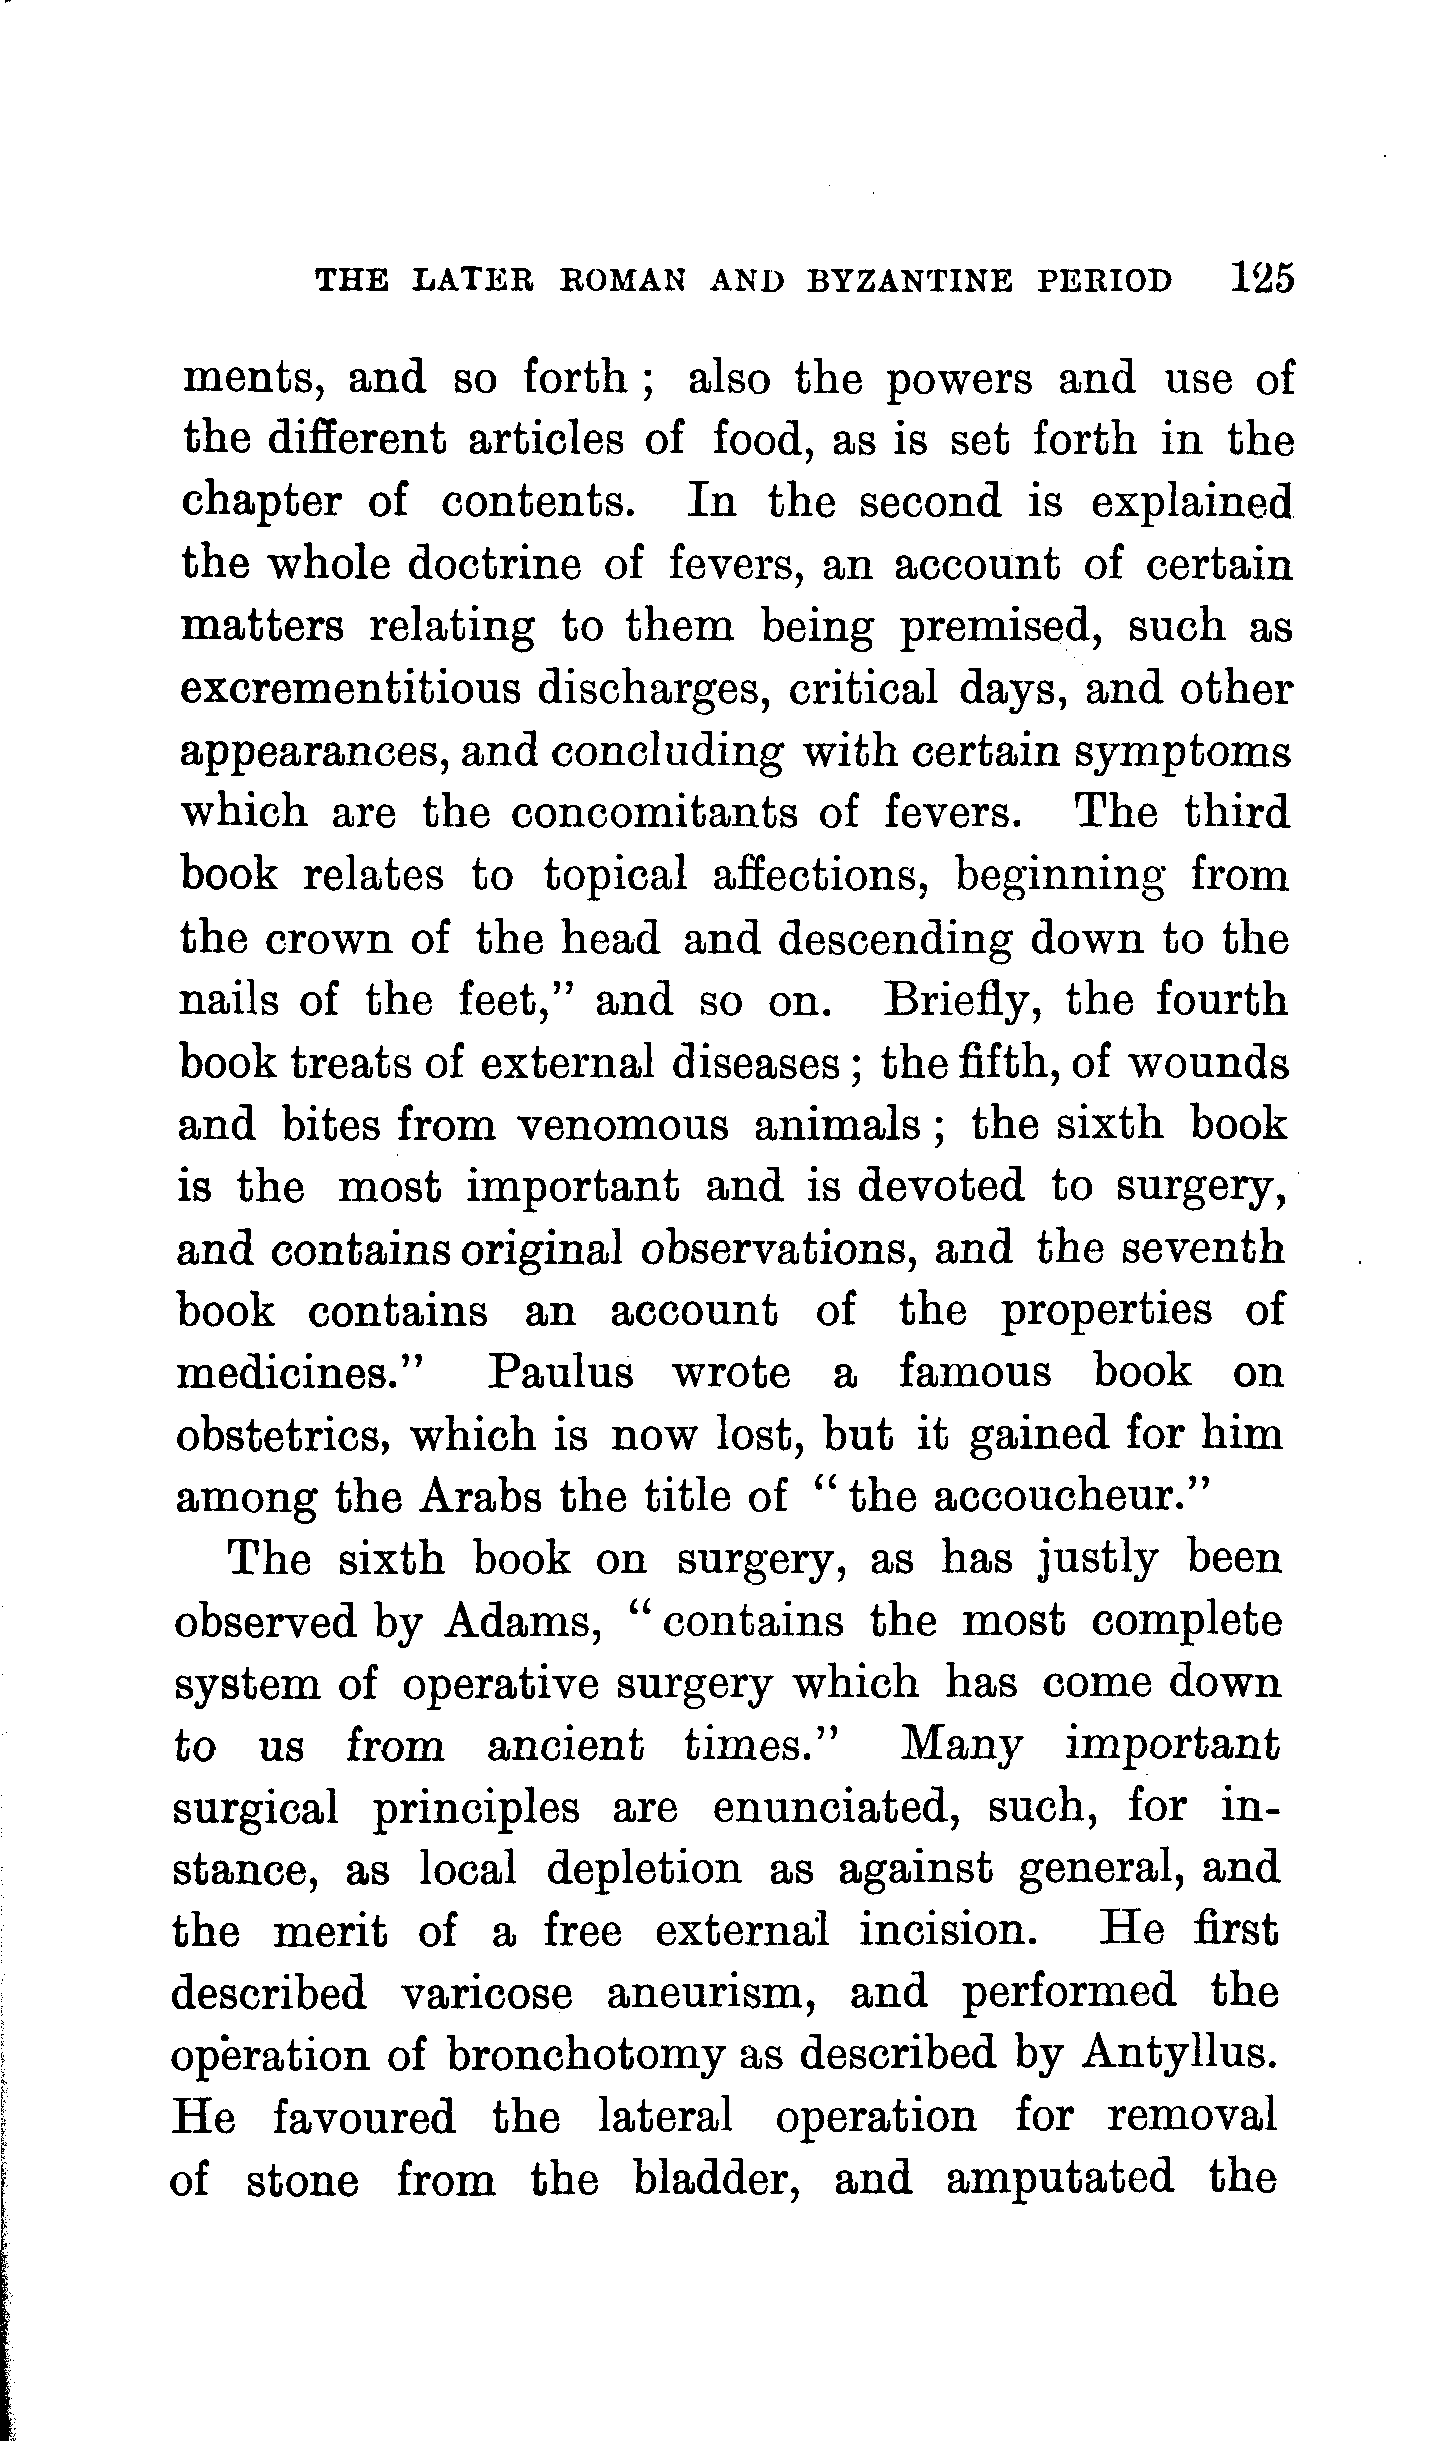 THE LATER ROMAN AND BYZANTINE PERIOD 125
ments, and so forth ; also the powers and use of
the different articles of food, as is set forth in the
chapter of contents. In the second is explained
the whole doctrine of fevers, an account of certain
matters relating to them being premised, such as
excrementitious discharges, critical days, and other
appearances, and concluding with certain symptoms
which are the concomitants of fevers. The third
book relates to topical affections, beginning from
the crown of the head and descending down to the
nails of the feet," and so on. Briefly, the fourth
book treats of external diseases ; the fifth, of wounds
and bites from venomous animals ; the sixth book
is the most important and is devoted to surgery,
and contains original observations, and the seventh
book contains an account of the properties of
medicines." Paulus wrote a famous book on
obstetrics, which is now lost, but it gained for him
among the Arabs the title of " the accoucheur."
The sixth book on surgery, as has justly been
observed by Adams, " contains the most complete
system of operative surgery which has come down
to us from ancient times." Many important
surgical principles are enunciated, such, for in-
stance, as local depletion as against general, and
the merit of a free external incision. He first
described varicose aneurism, and performed the
operation of bronchotomy as described by Antyllus.
He favoured the lateral operation for removal
of stone from the bladder, and amputated the